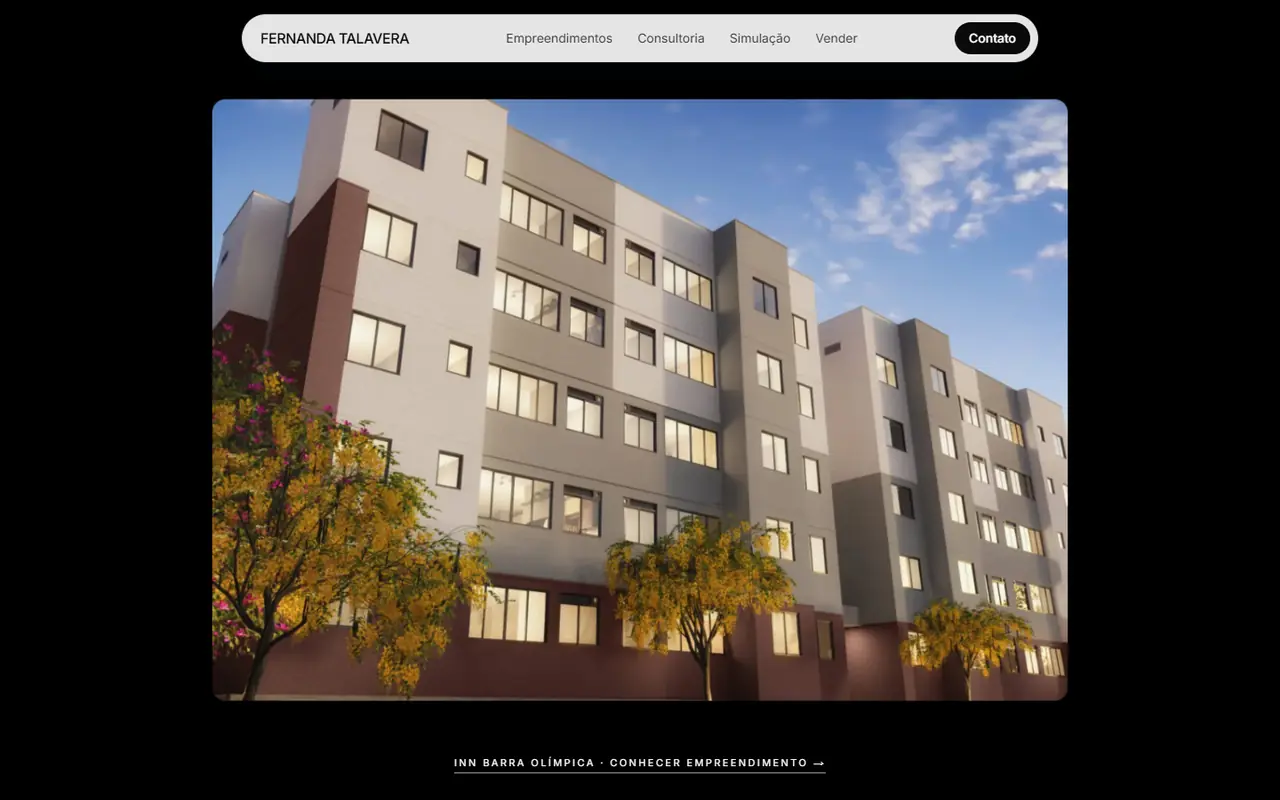 FERNANDA TALAVERA
Empreendimentos
Consultoria
Simulação
Vender
Contato
INN BARRA OLÍMPICA · CONHECER EMPREENDIMENTO →